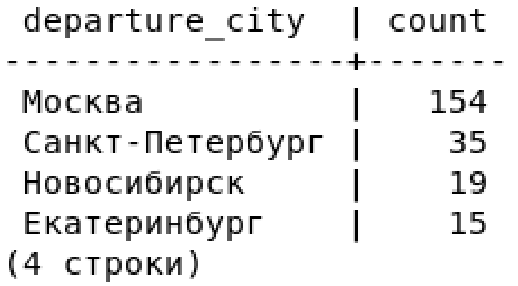 departure_city | count
-----------------+-------
Москва | 154
Санкт-Петербург | 35
Новосибирск | 19
Екатеринбург | 15
(4 строки)